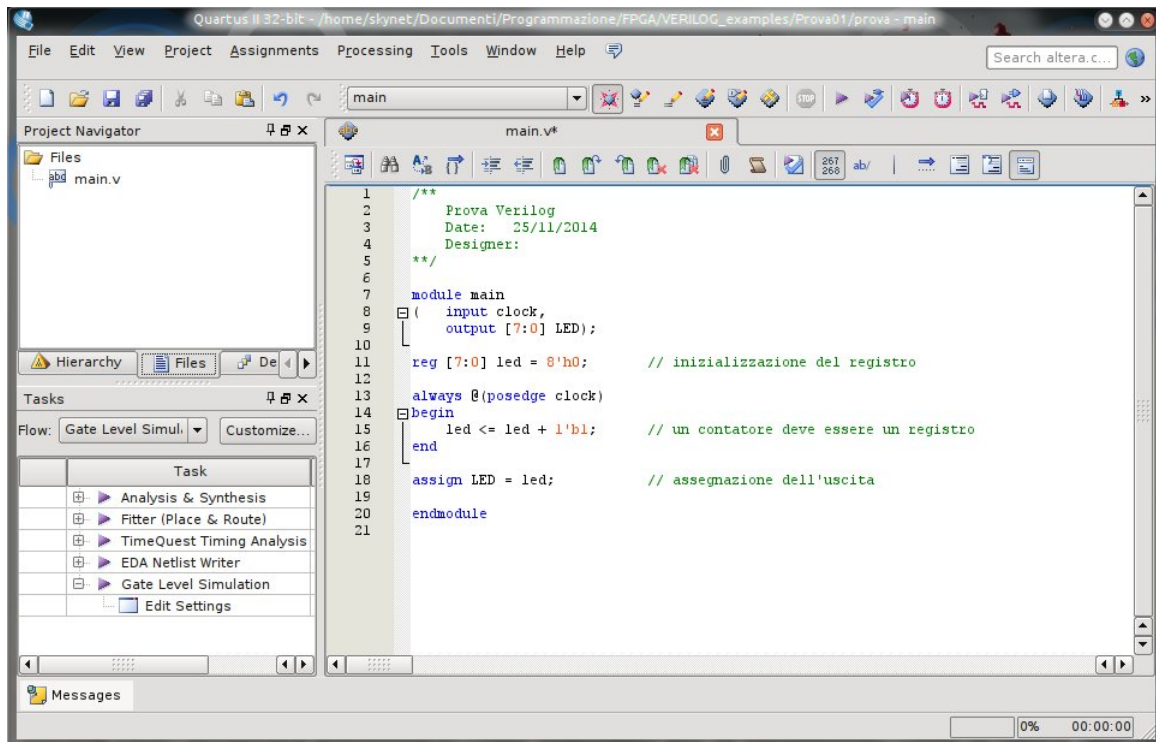 Quartus II 32-bit - /home/skynet/Documenti/Programmazione/FPGA/VERILOG_examples/Prova01/prova - main
File Edit View Project Assignments Processing Tools Window Help
Search altera.c...
main
Project Navigator
main.v*
Files
main.v
267
268
ab/
Hierarchy Files De
Tasks
Flow: Gate Level Simul Customize...
Task
Analysis & Synthesis
Fitter (Place & Route)
TimeQuest Timing Analysis
EDA Netlist Writer
Gate Level Simulation
Edit Settings
1 /**
2 Prova Verilog
3 Date: 25/11/2014
4 Designer:
5 **/
6
7 module main
8 ( input clock,
9 output [7:0] LED);
10
11 reg [7:0] led = 8'h0; // inizializzazione del registro
12
13 always @(posedge clock)
14 begin
15 led <= led + 1'b1; // un contatore deve essere un registro
16 end
17
18 assign LED = led; // assegnazione dell'uscita
19
20 endmodule
21
Messages
0% 00:00:00